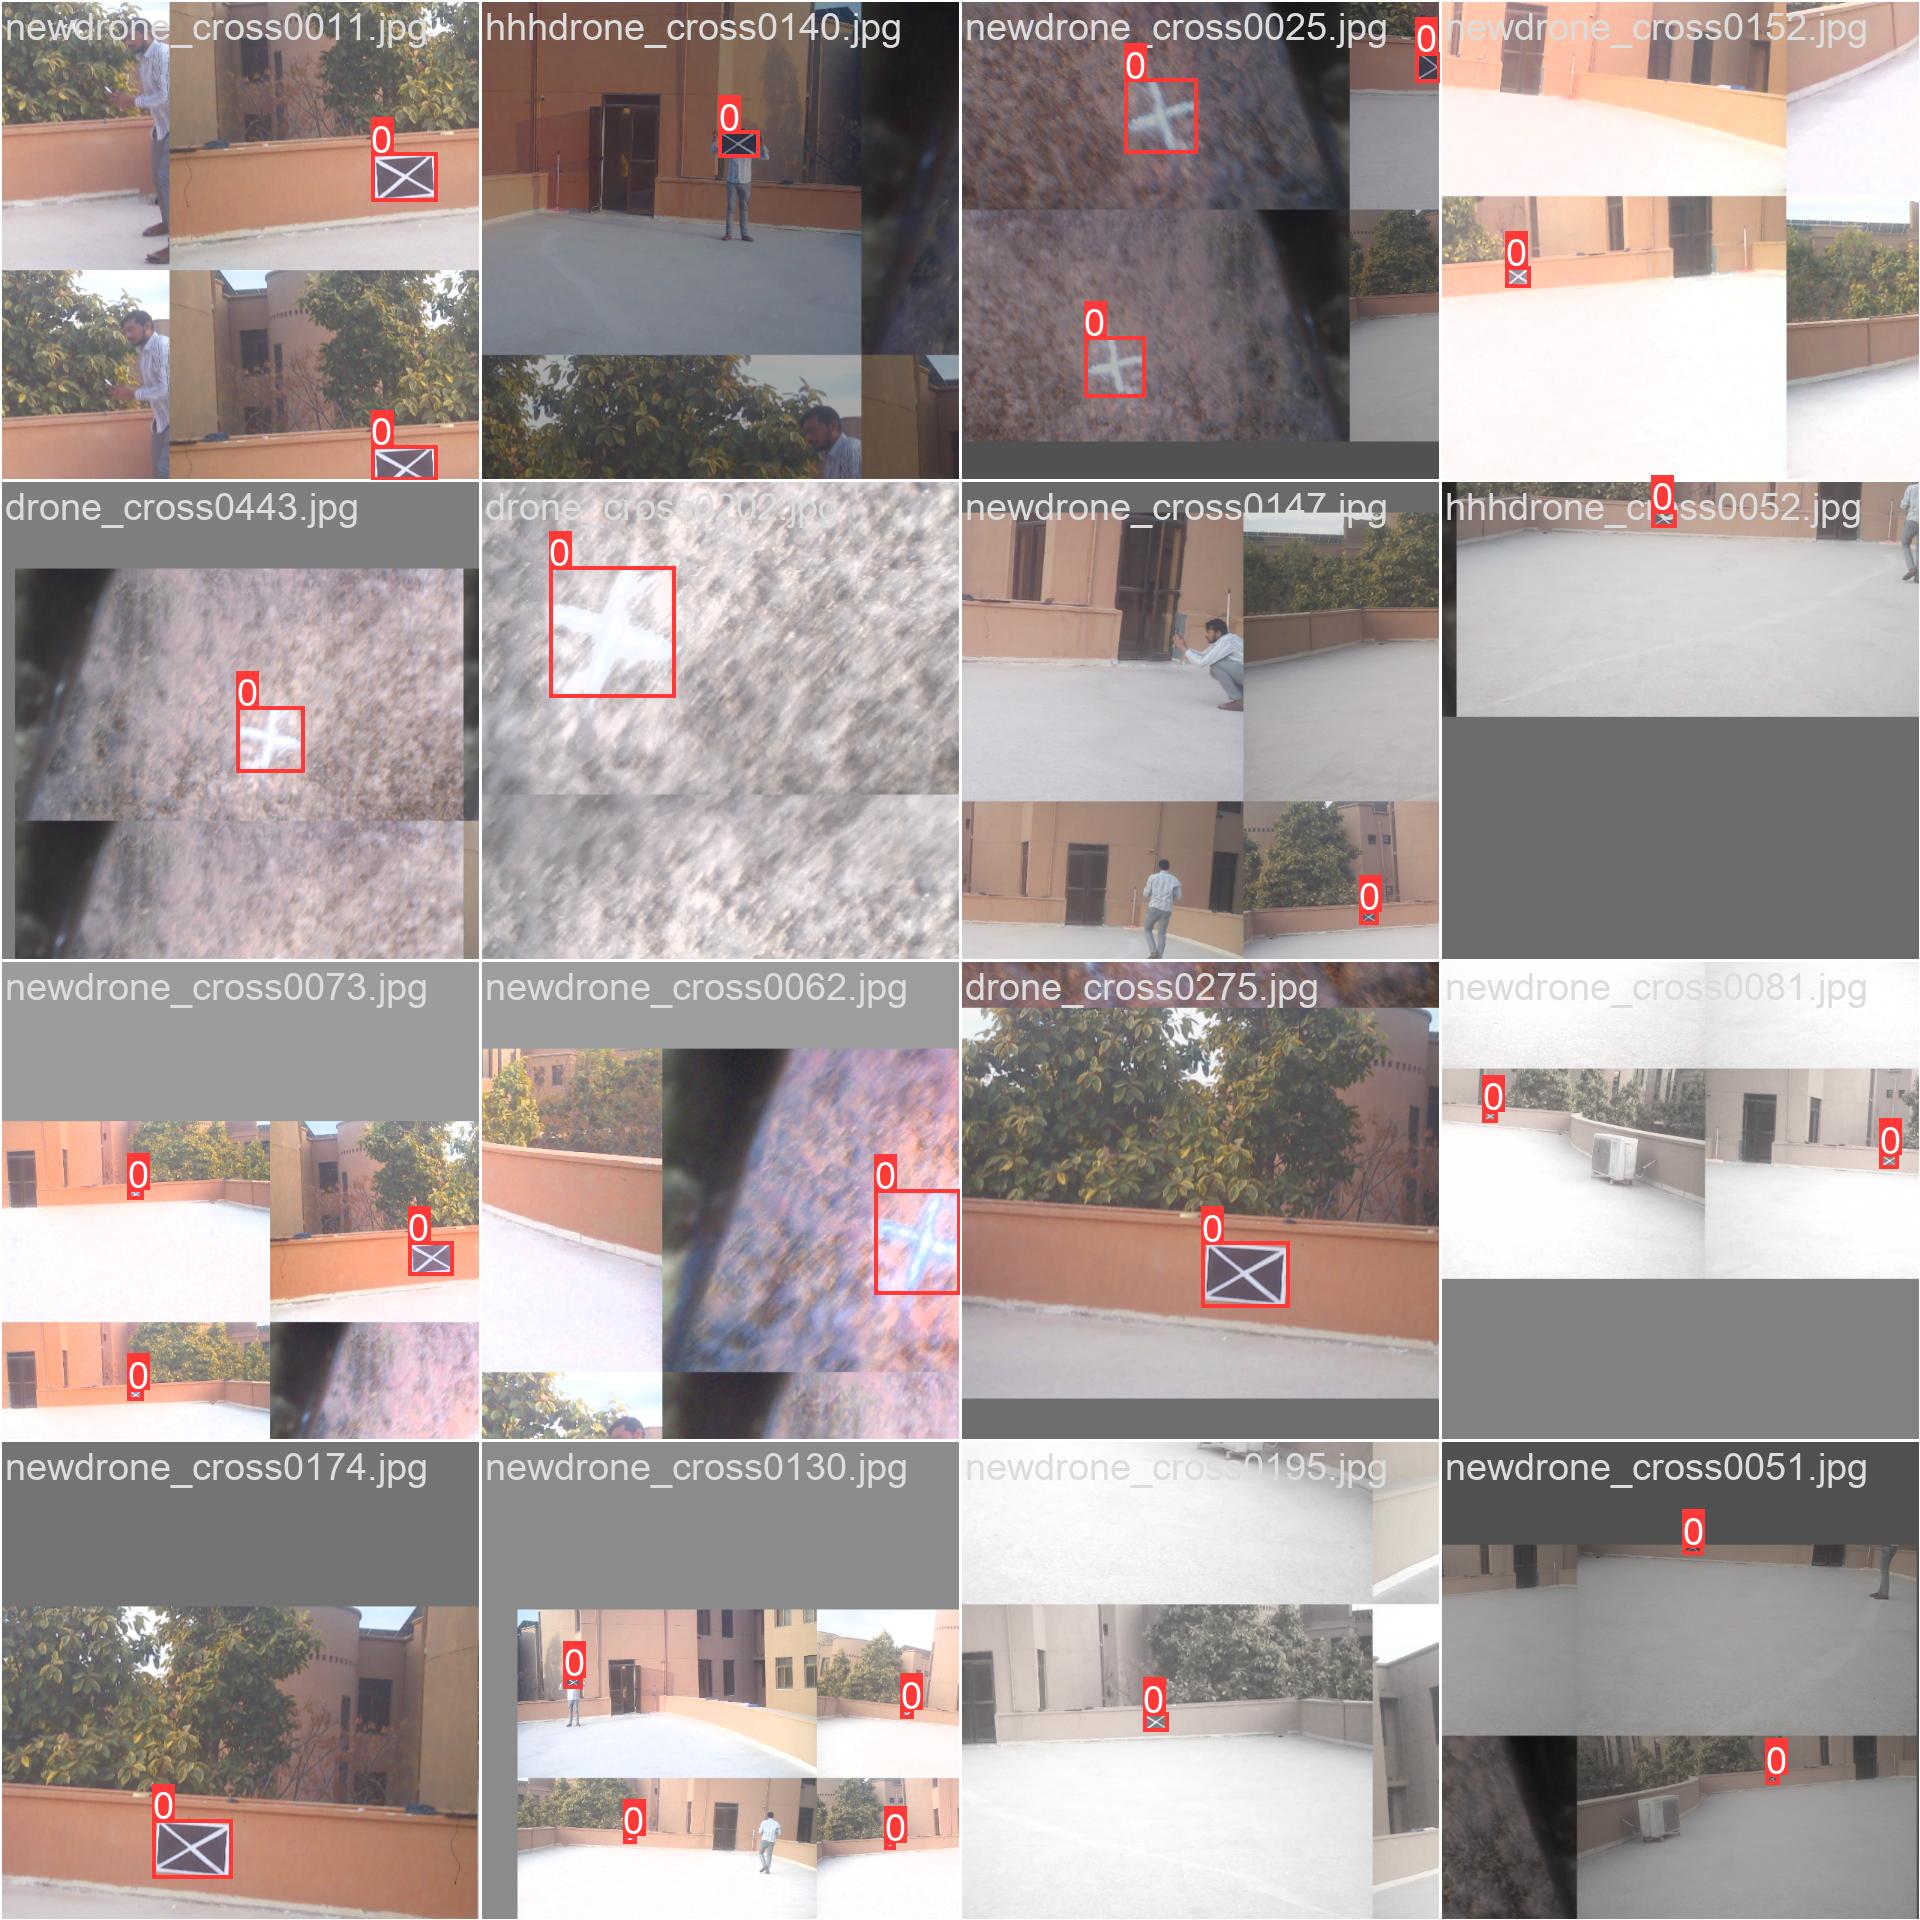 newdrone_cross0011.jpg
hhhdrone_cross0140.jpg
newdrone_cross0025.jpg
newdrone_cross0152.jpg
0
0
0
0
0
0
0
0
drone_cross0443.jpg
drone_cross0202.jpg
newdrone_cross0147.jpg
hhhdrone_cross0052.jpg
0
0
0
0
newdrone_cross0073.jpg
newdrone_cross0062.jpg
drone_cross0275.jpg
newdrone_cross0081.jpg
0
0
0
0
0
0
0
newdrone_cross0174.jpg
newdrone_cross0130.jpg
newdrone_cross0195.jpg
newdrone_cross0051.jpg
0
0
0
0
0
0
0
0